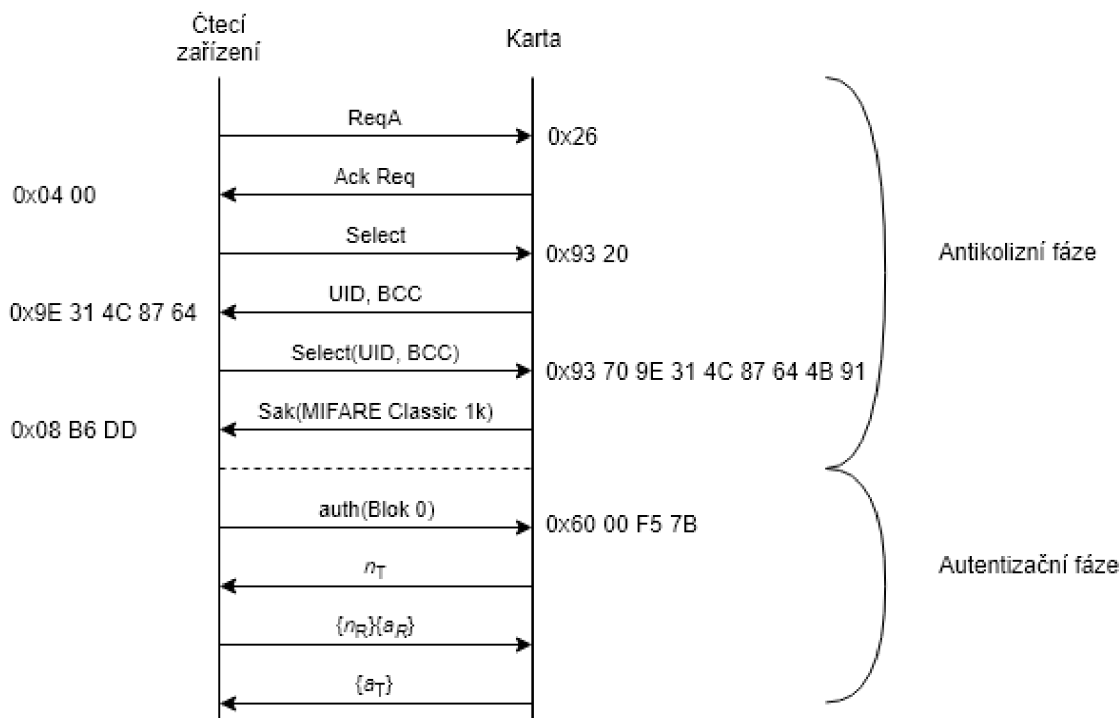 Čtecí
zařízení
Karta
ReqA
0x26
Ack Req
0x04 00
Select
0x93 20
Antikolizní fáze
UID, BCC
0x9E 31 4C 87 64
Select(UID, BCC)
0x93 70 9E 31 4C 87 64 4B 91
Sak(MIFARE Classic 1k)
0x08 B6 DD
auth(Blok 0)
0x60 00 F5 7B
Autentizační fáze
nT
{nR}{aR}
{aT}